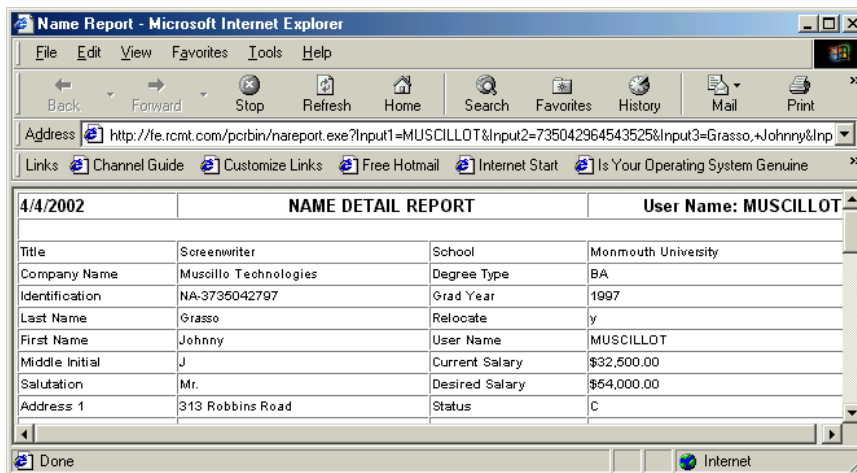 Name Report - Microsoft Internet Explorer
File Edit View Favorites Tools Help
Back Forward Stop Refresh Home Search Favorites History Mail Print »
Address http://fe.rcmt.com/pcrbin/nareport.exe?Input1=MUSCILLOT&Input2=735042964543525&Input3=Grasso,+Johnny&Inp
Links Channel Guide Customize Links Free Hotmail Internet Start Is Your Operating System Genuine »
4/4/2002 NAME DETAIL REPORT User Name: MUSCILLOT
Title Screenwriter School Monmouth University
Company Name Muscillo Technologies Degree Type BA
Identification NA-3735042797 Grad Year 1997
Last Name Grasso Relocate y
First Name Johnny User Name MUSCILLOT
Middle Initial J Current Salary $32,500.00
Salutation Mr. Desired Salary $54,000.00
Address 1 313 Robbins Road Status C
Done Internet